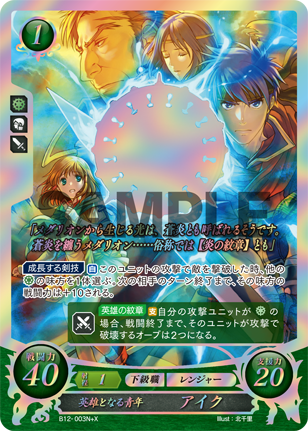 1
SAMPLE
「メダリオンから生じる光は、蒼炎とも呼ばれるそうです。
蒼炎を纏うメダリオン……俗称では【炎の紋章】とも」
成長する剣技 自 このユニットの攻撃で敵を撃破した時、他の
の味方を1体選ぶ。次の相手のターン終了まで、その味方の
戦闘力は+10される。
英雄の紋章 支 自分の攻撃ユニットが
の場合、戦闘終了まで、そのユニットが攻撃
で破壊するオーブは2つになる。
戦闘力
40
射程 1
下級職
レンジャー
支援力
20
英雄となる青年 アイク
B12-003N+X
Illust:北千里